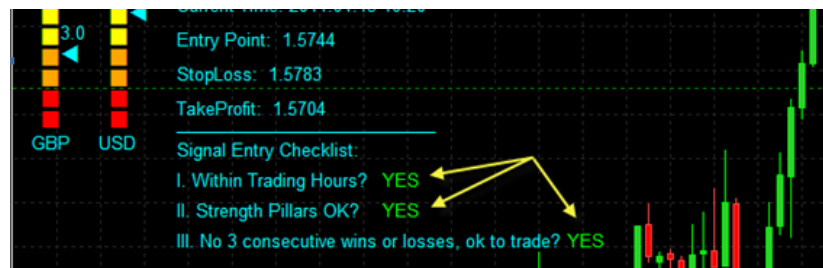 3.0
Entry Point: 1.5744
StopLoss: 1.5783
TakeProfit: 1.5704
GBP USD
Signal Entry Checklist:
I. Within Trading Hours? YES
II. Strength Pillars OK? YES
III. No 3 consecutive wins or losses, ok to trade? YES